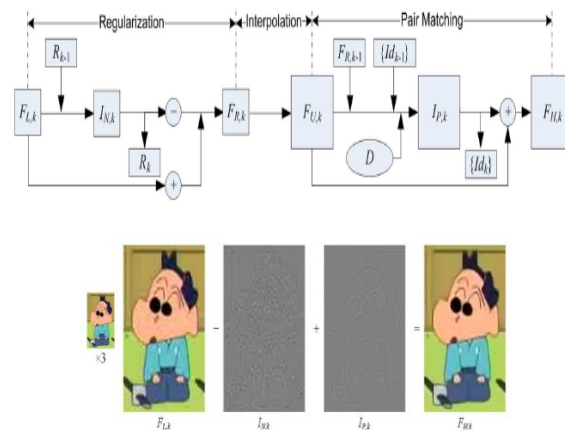 Regularization Interpolation Pair Matching
R_{k-1} F_{R,k-1} {Id_{k-1}}
F_{L,k} I_{N,k} − F_{R,k} F_{U,k} I_{P,k} + F_{H,k}
R_k D {Id_k}
+
− + =
×3
F_{L,k} I_{N,k} I_{P,k} F_{H,k}